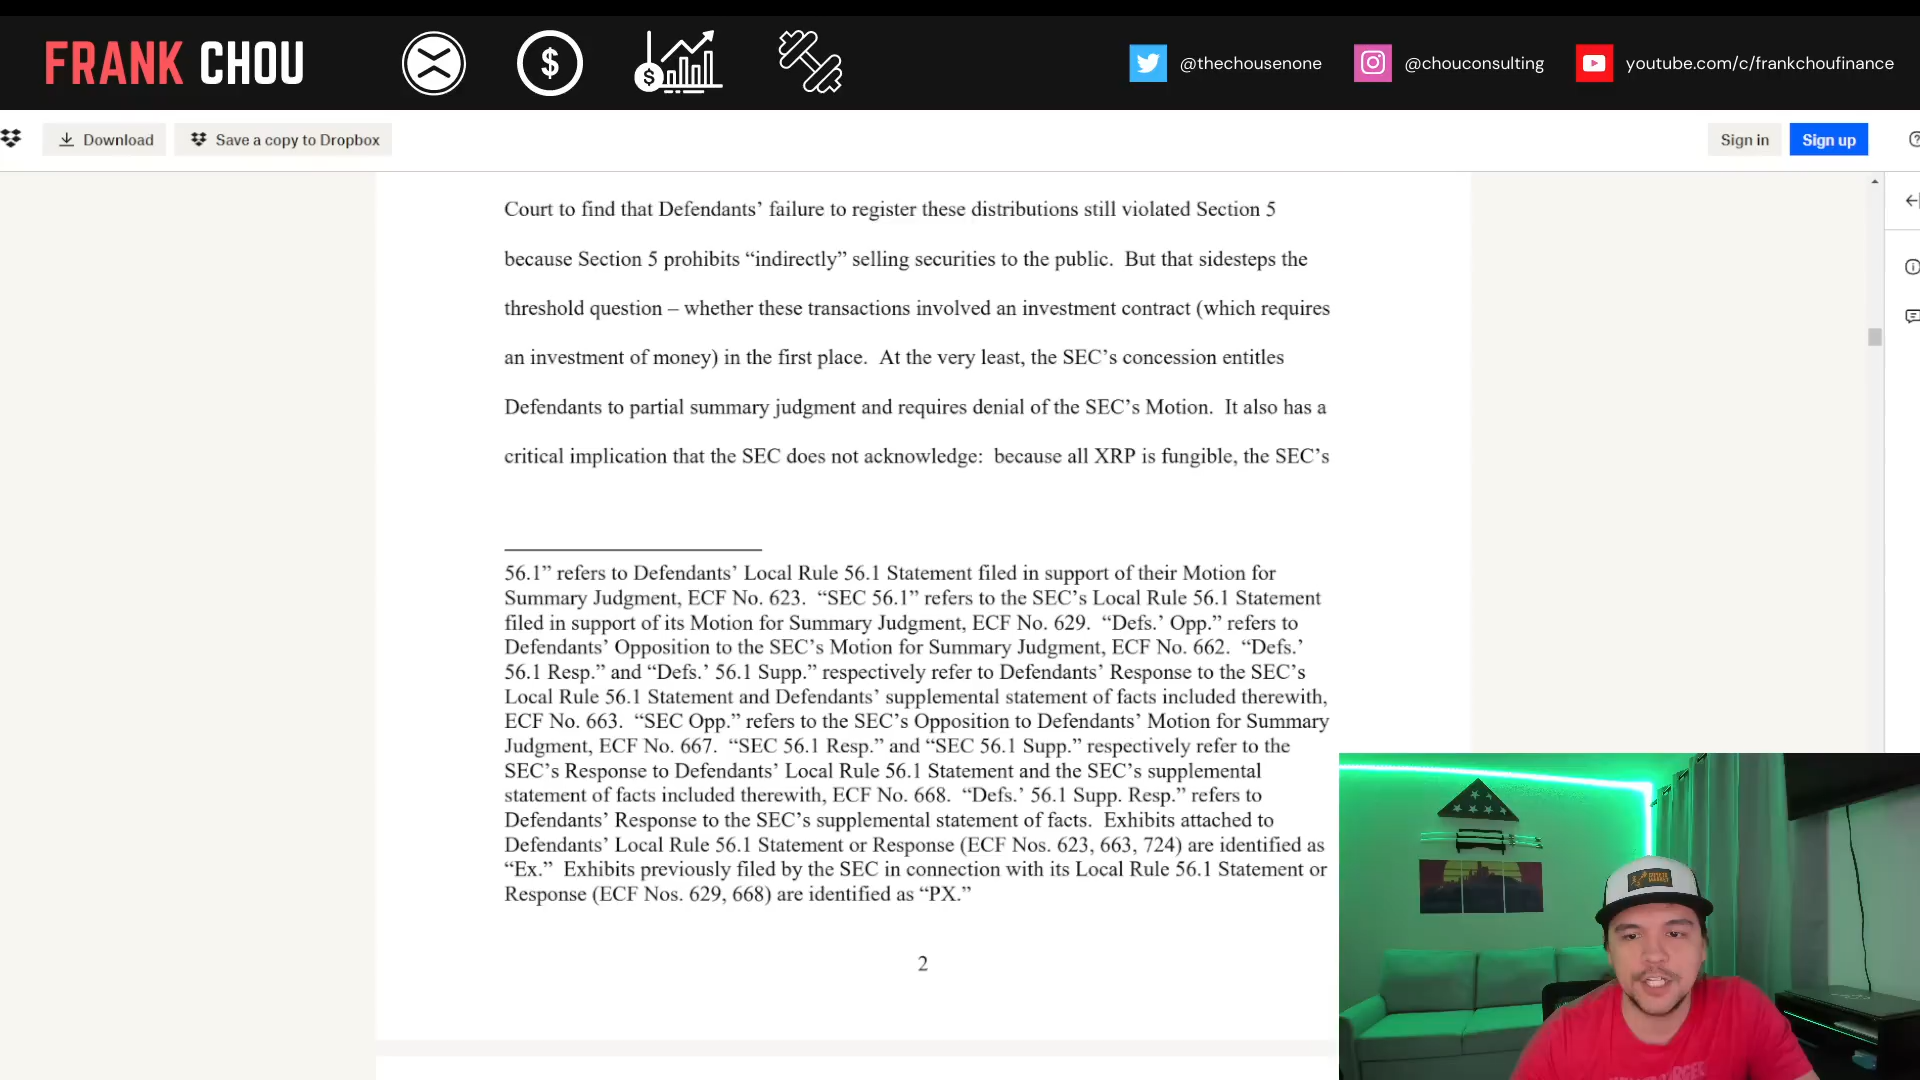 FRANK CHOU
@thechousenone
@chouconsulting
youtube.com/c/frankchoufinance
Download
Save a copy to Dropbox
Sign in
Sign up
Court to find that Defendants’ failure to register these distributions still violated Section 5
because Section 5 prohibits “indirectly” selling securities to the public. But that sidesteps the
threshold question – whether these transactions involved an investment contract (which requires
an investment of money) in the first place. At the very least, the SEC’s concession entitles
Defendants to partial summary judgment and requires denial of the SEC’s Motion. It also has a
critical implication that the SEC does not acknowledge: because all XRP is fungible, the SEC’s
56.1” refers to Defendants’ Local Rule 56.1 Statement filed in support of their Motion for
Summary Judgment, ECF No. 623. “SEC 56.1” refers to the SEC’s Local Rule 56.1 Statement
filed in support of its Motion for Summary Judgment, ECF No. 629. “Defs.’ Opp.” refers to
Defendants’ Opposition to the SEC’s Motion for Summary Judgment, ECF No. 662. “Defs.’
56.1 Resp.” and “Defs.’ 56.1 Supp.” respectively refer to Defendants’ Response to the SEC’s
Local Rule 56.1 Statement and Defendants’ supplemental statement of facts included therewith,
ECF No. 663. “SEC Opp.” refers to the SEC’s Opposition to Defendants’ Motion for Summary
Judgment, ECF No. 667. “SEC 56.1 Resp.” and “SEC 56.1 Supp.” respectively refer to the
SEC’s Response to Defendants’ Local Rule 56.1 Statement and the SEC’s supplemental
statement of facts included therewith, ECF No. 668. “Defs.’ 56.1 Supp. Resp.” refers to
Defendants’ Response to the SEC’s supplemental statement of facts. Exhibits attached to
Defendants’ Local Rule 56.1 Statement or Response (ECF Nos. 623, 663, 724) are identified as
“Ex.” Exhibits previously filed by the SEC in connection with its Local Rule 56.1 Statement or
Response (ECF Nos. 629, 668) are identified as “PX.”
2